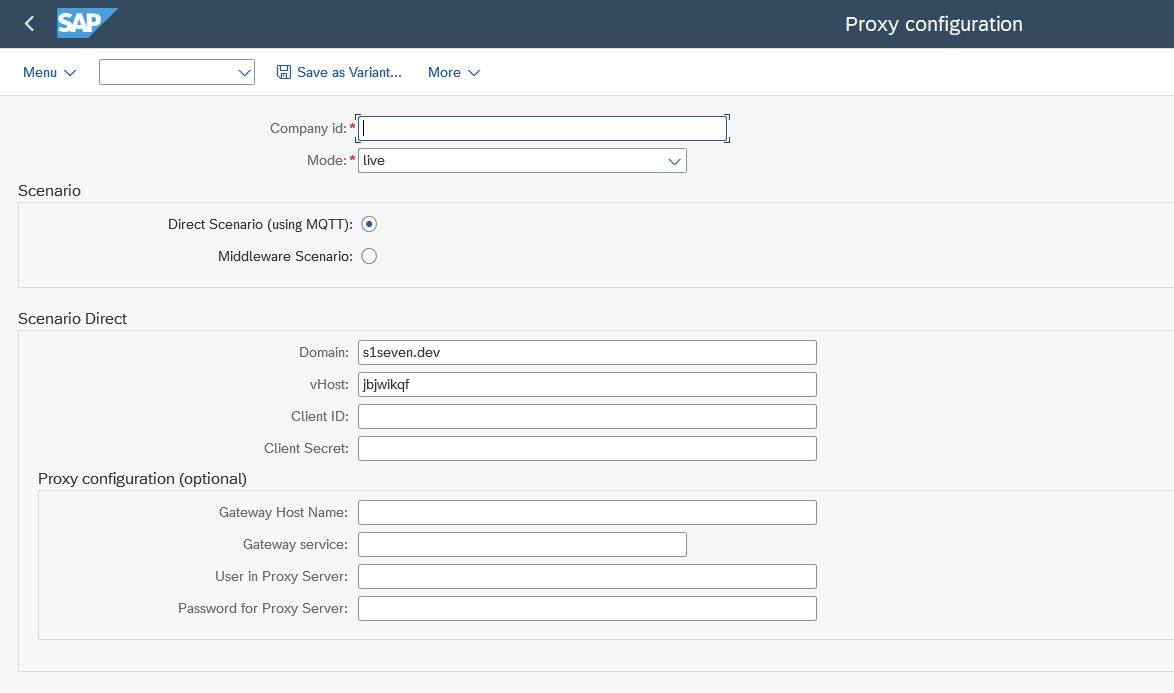 SAP
Proxy configuration
Menu
Save as Variant...
More
Company id:*
Mode:* live
Scenario
Direct Scenario (using MQTT):
Middleware Scenario:
Scenario Direct
Domain: s1seven.dev
vHost: jbjwikqf
Client ID:
Client Secret:
Proxy configuration (optional)
Gateway Host Name:
Gateway service:
User in Proxy Server:
Password for Proxy Server: